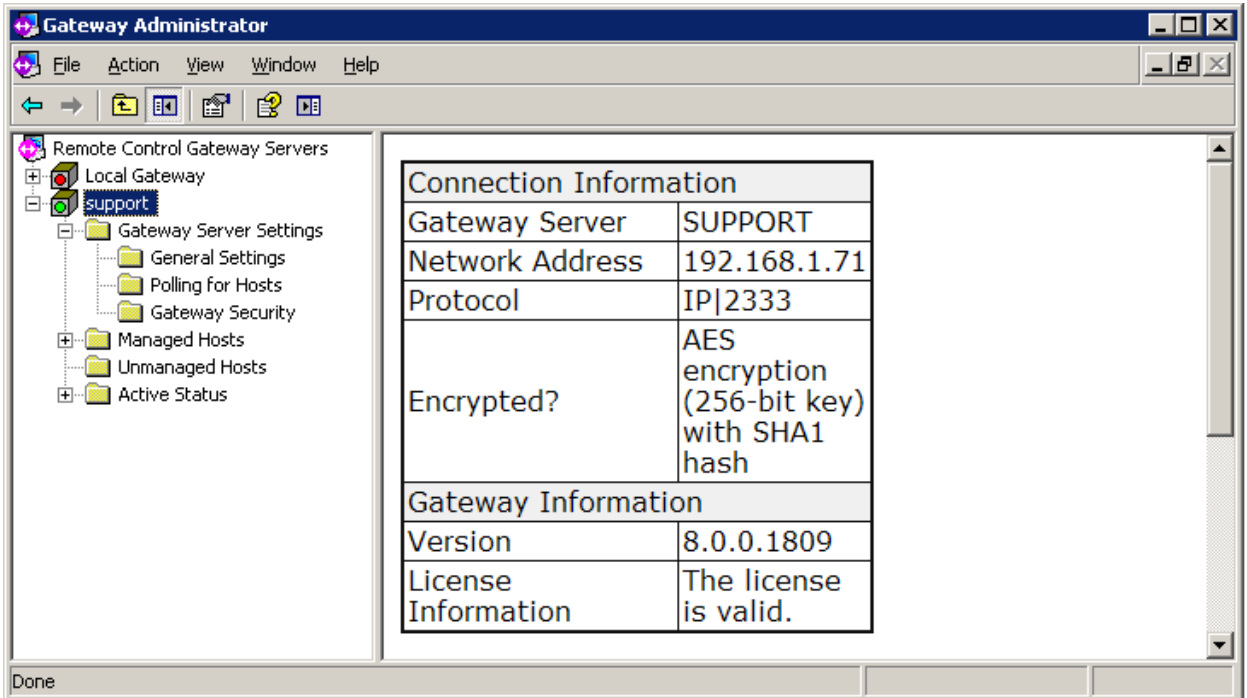 Gateway Administrator
File Action View Window Help
Remote Control Gateway Servers
Local Gateway
support
Gateway Server Settings
General Settings
Polling for Hosts
Gateway Security
Managed Hosts
Unmanaged Hosts
Active Status
Connection Information
Gateway Server SUPPORT
Network Address 192.168.1.71
Protocol IP|2333
Encrypted? AES
encryption
(256-bit key)
with SHA1
hash
Gateway Information
Version 8.0.0.1809
License The license
Information is valid.
Done